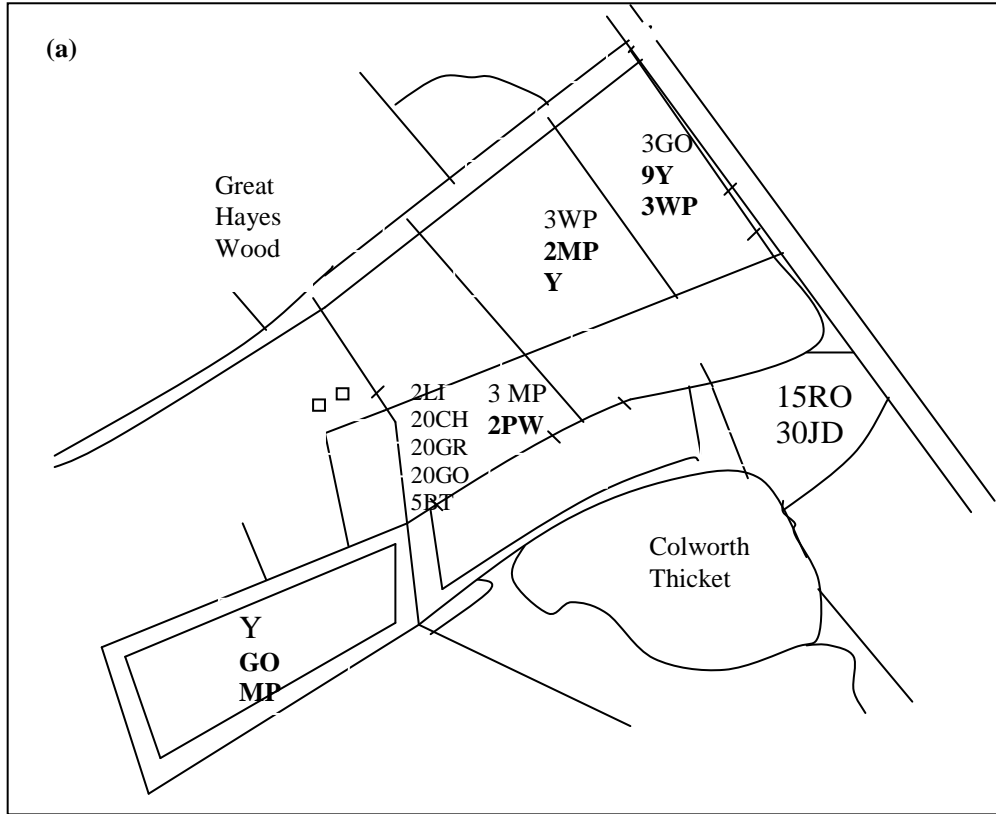 (a)
Great
Hayes
Wood
3GO
9Y
3WP
3WP
2MP
Y
2LI
20CH
20GR
20GO
5BT
3 MP
2PW
15RO
30JD
Colworth
Thicket
Y
GO
MP